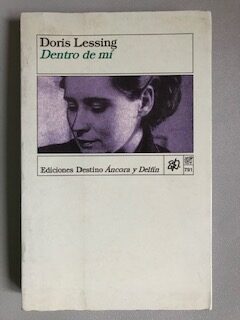 Doris Lessing
Dentro de mí
Ediciones Destino Áncora y Delfín
791